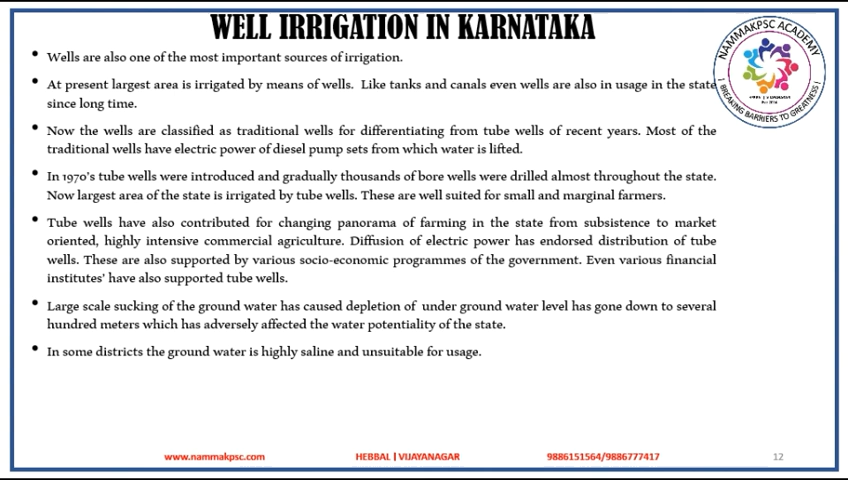 WELL IRRIGATION IN KARNATAKA
• Wells are also one of the most important sources of irrigation.
• At present largest area is irrigated by means of wells. Like tanks and canals even wells are also in usage in the state
since long time.
• Now the wells are classified as traditional wells for differentiating from tube wells of recent years. Most of the
traditional wells have electric power of diesel pump sets from which water is lifted.
• In 1970's tube wells were introduced and gradually thousands of bore wells were drilled almost throughout the state.
Now largest area of the state is irrigated by tube wells. These are well suited for small and marginal farmers.
• Tube wells have also contributed for changing panorama of farming in the state from subsistence to market
oriented, highly intensive commercial agriculture. Diffusion of electric power has endorsed distribution of tube
wells. These are also supported by various socio-economic programmes of the government. Even various financial
institutes' have also supported tube wells.
• Large scale sucking of the ground water has caused depletion of under ground water level has gone down to several
hundred meters which has adversely affected the water potentiality of the state.
• In some districts the ground water is highly saline and unsuitable for usage.
NAMMAKPSC ACADEMY
BREAKING BARRIERS TO GREATNESS
www.nammakpsc.com HEBBAL | VIJAYANAGAR 9886151564/9886777417 12